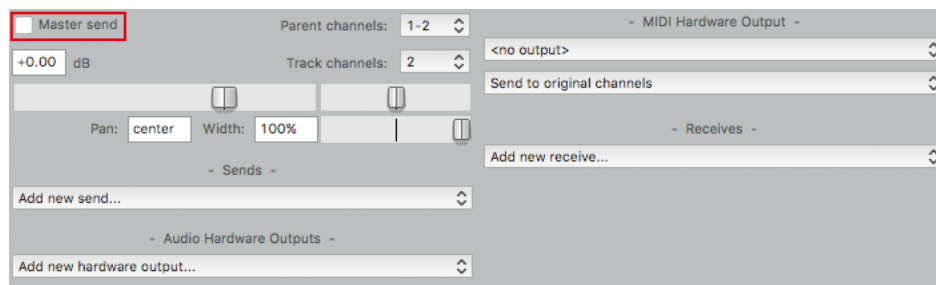 Master send
Parent channels: 1-2
+0.00 dB
Track channels: 2
Pan: center Width: 100%
- Sends -
Add new send...
- Audio Hardware Outputs -
Add new hardware output...
- MIDI Hardware Output -
<no output>
Send to original channels
- Receives -
Add new receive...